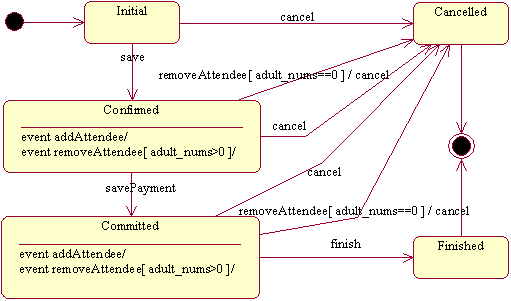 Initial
cancel
Cancelled
save
removeAttendee[ adult_nums==0 ] / cancel
Confirmed
event addAttendee/
event removeAttendee[ adult_nums>0 ]/
cancel
savePayment
cancel
removeAttendee[ adult_nums==0 ] / cancel
Committed
event addAttendee/
event removeAttendee[ adult_nums>0 ]/
finish
Finished